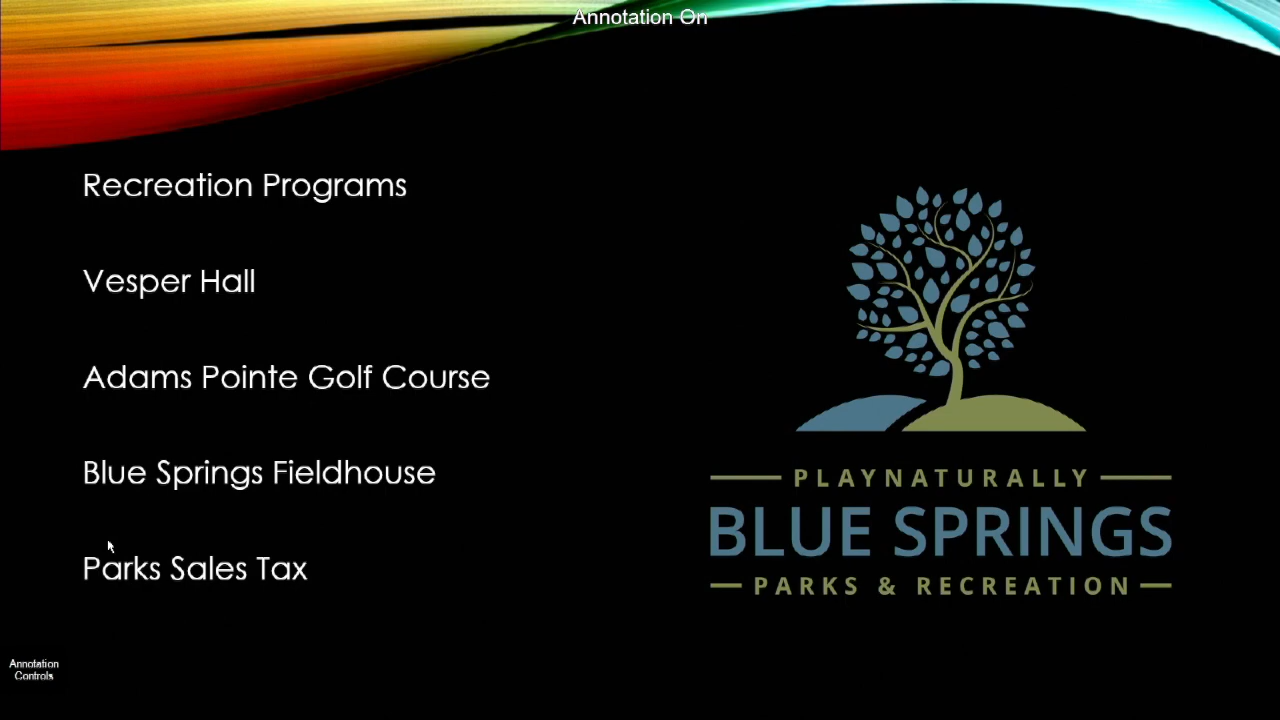 Annotation On
Recreation Programs
Vesper Hall
Adams Pointe Golf Course
Blue Springs Fieldhouse
Parks Sales Tax
PLAYNATURALLY
BLUE SPRINGS
PARKS & RECREATION
Annotation
Controls